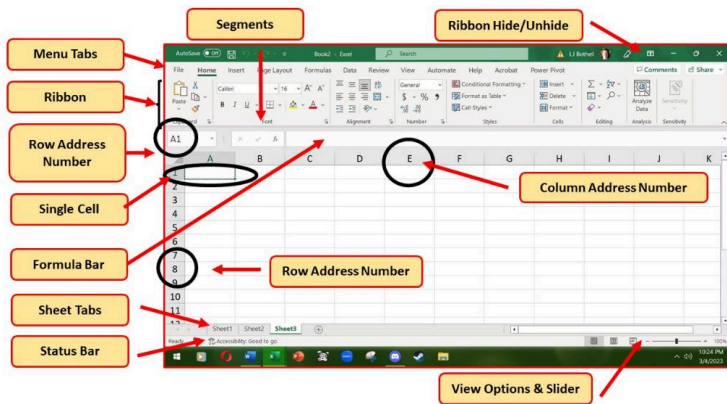 Segments
Ribbon Hide/Unhide
Menu Tabs
Ribbon
Row Address
Number
Single Cell
Formula Bar
Sheet Tabs
Status Bar
Column Address Number
Row Address Number
View Options & Slider
AutoSave Off Book2 - Excel Search LJ Bothell
File Home Insert Page Layout Formulas Data Review View Automate Help Acrobat Power Pivot Comments Share
Paste
Calibri 16 A A General Conditional Formatting Insert
B I U A $ % 9 Format as Table Delete Analyze Sensitivity
Cell Styles Format Data
Font Alignment Number Styles Cells Editing Analysis Sensitivity
A1 fx
A B C D E F G H I J K
1
2
3
4
5
6
7
8
9
10
11
12
Sheet1 Sheet2 Sheet3
Ready Accessibility: Good to go 100%
10:24 PM
3/4/2023